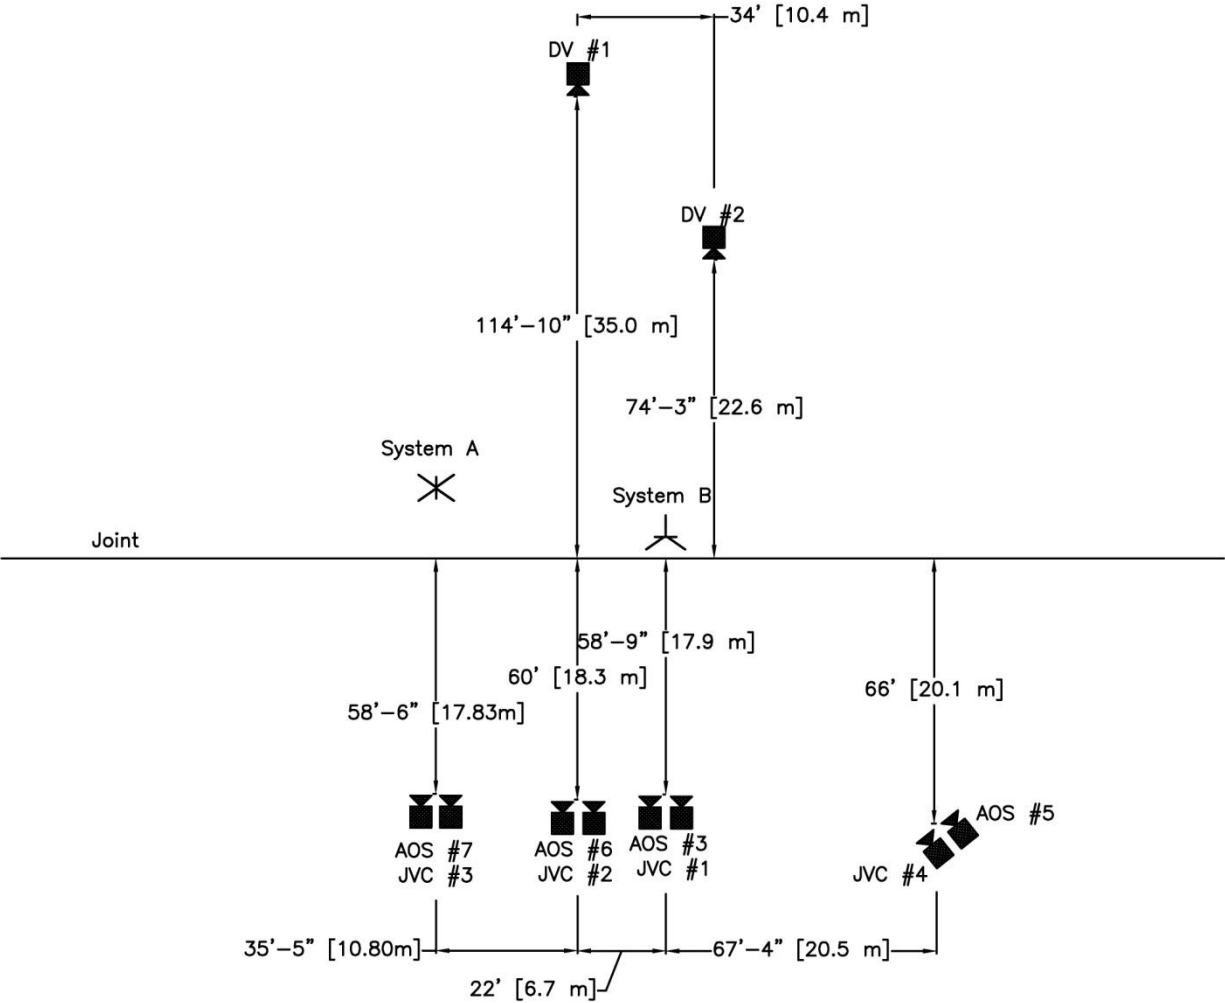 34' [10.4 m]
DV #1
DV #2
114'-10" [35.0 m]
74'-3" [22.6 m]
System A
System B
Joint
58'-9" [17.9 m]
60' [18.3 m]
66' [20.1 m]
58'-6" [17.83m]
AOS #5
AOS #7
JVC #3
AOS #6
JVC #2
AOS #3
JVC #1
JVC #4
35'-5" [10.80m]
67'-4" [20.5 m]
22' [6.7 m]